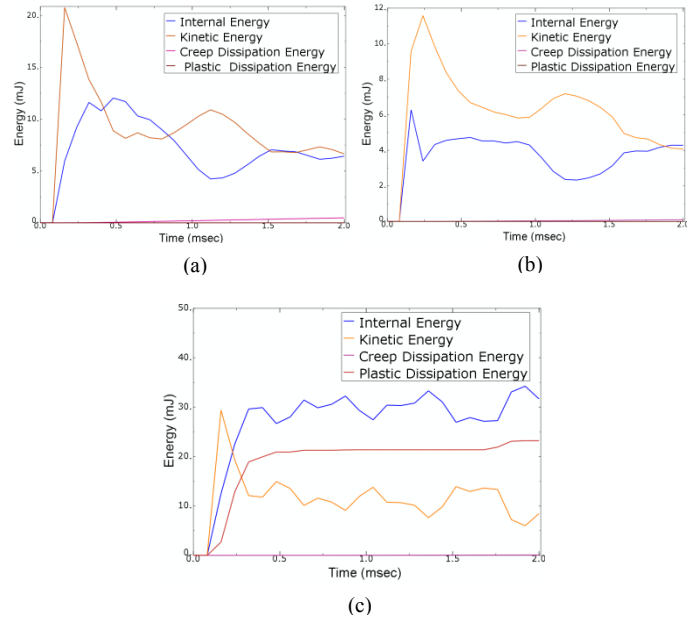 Internal Energy
Kinetic Energy
Creep Dissipation Energy
Plastic Dissipation Energy
Energy (mJ)
20.
15.
10.
5.
0.
0.0 0.5 1.0 1.5 2.0
Time (msec)
(a)
Internal Energy
Kinetic Energy
Creep Dissipation Energy
Plastic Dissipation Energy
Energy (mJ)
12.
10.
8.
6.
4.
2.
0.
0.0 0.5 1.0 1.5 2.0
Time (msec)
(b)
Internal Energy
Kinetic Energy
Creep Dissipation Energy
Plastic Dissipation Energy
Energy (mJ)
50.
40.
30.
20.
10.
0.
0.0 0.5 1.0 1.5 2.0
Time (msec)
(c)